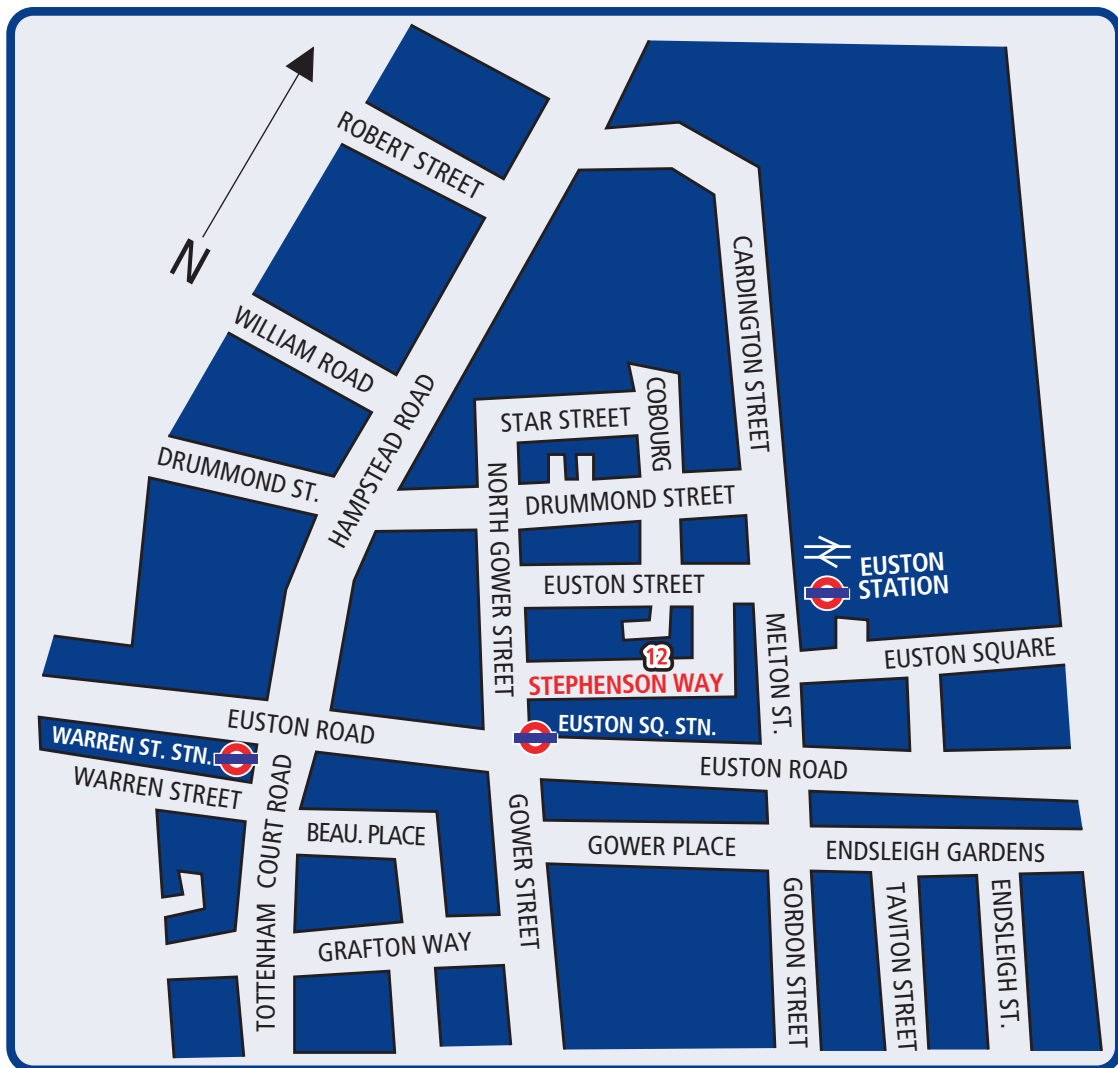 N
ROBERT STREET
WILLIAM ROAD
DRUMMOND ST.
HAMPSTEAD ROAD
CARDINGTON STREET
STAR STREET
COBOURG
NORTH GOWER STREET
DRUMMOND STREET
EUSTON STREET
EUSTON
STATION
12
STEPHENSON WAY
MELTON ST.
EUSTON SQUARE
EUSTON ROAD
EUSTON SQ. STN.
WARREN ST. STN.
WARREN STREET
EUSTON ROAD
TOTTENHAM COURT ROAD
BEAU. PLACE
GOWER STREET
GOWER PLACE
ENDSLEIGH GARDENS
GRAFTON WAY
GORDON STREET
TAVITON STREET
ENDSLEIGH ST.